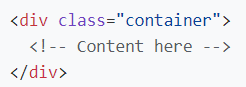 <div class="container">
  <!-- Content here -->
</div>